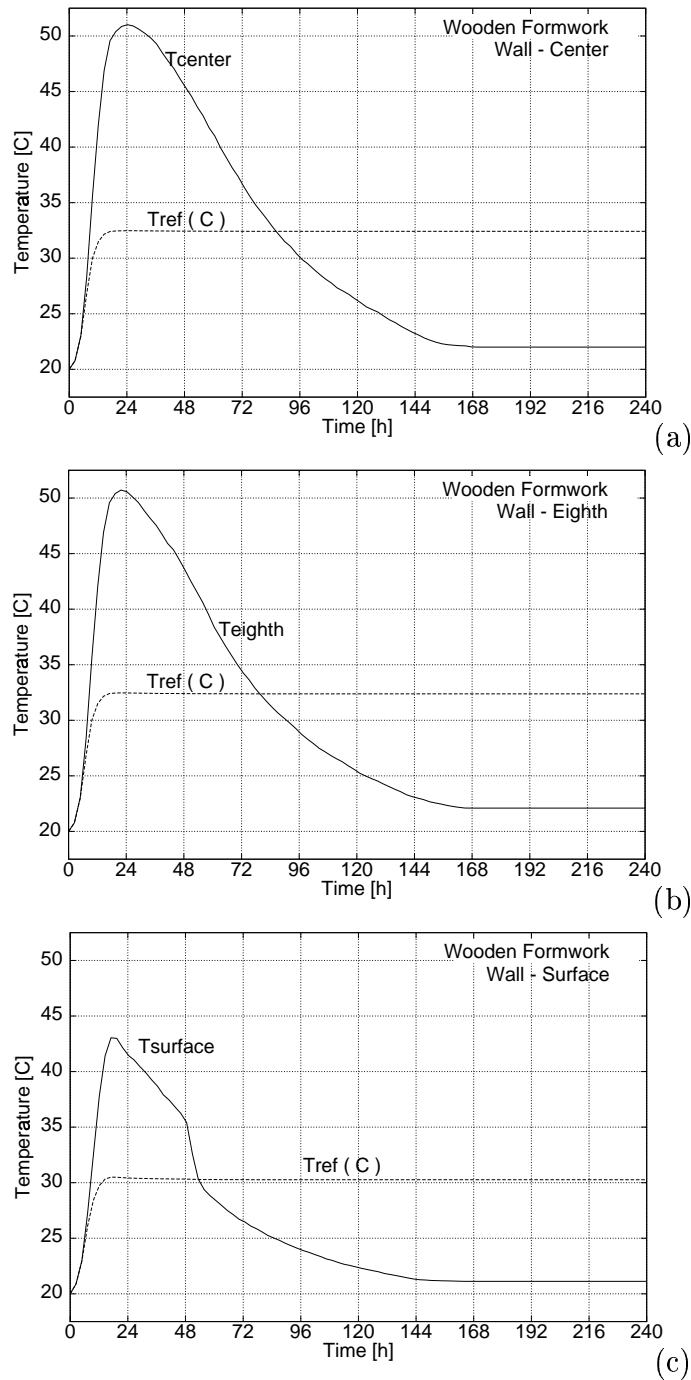 50
45
40
35
30
25
20
Temperature [C]
Wooden Formwork
Wall - Center
Tcenter
Tref ( C )
0 24 48 72 96 120 144 168 192 216 240
Time [h]
(a)
50
45
40
35
30
25
20
Temperature [C]
Wooden Formwork
Wall - Eighth
Teighth
Tref ( C )
0 24 48 72 96 120 144 168 192 216 240
Time [h]
(b)
50
45
40
35
30
25
20
Temperature [C]
Wooden Formwork
Wall - Surface
Tsurface
Tref ( C )
0 24 48 72 96 120 144 168 192 216 240
Time [h]
(c)